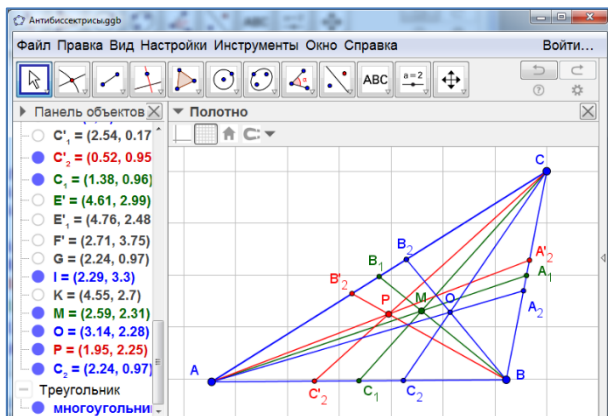 Антибиссектрисы.ggb
Файл Правка Вид Настройки Инструменты Окно Справка Войти...
ABC a=2
Панель объектов
Полотно
C'₁ = (2.54, 0.17
C'₂ = (0.52, 0.95
C₁ = (1.38, 0.96)
E' = (4.61, 2.99)
E'₁ = (4.76, 2.48
F' = (2.71, 3.75)
G = (2.24, 0.97)
I = (2.29, 3.3)
K = (4.55, 2.7)
M = (2.59, 2.31)
O = (3.14, 2.28)
P = (1.95, 2.25)
C₂ = (2.24, 0.97)
Треугольник
многоугольни
C
B₂
B₁
A'₂
B'₂
A₁
P
M
O
A₂
A
B
C'₂
C₁
C₂